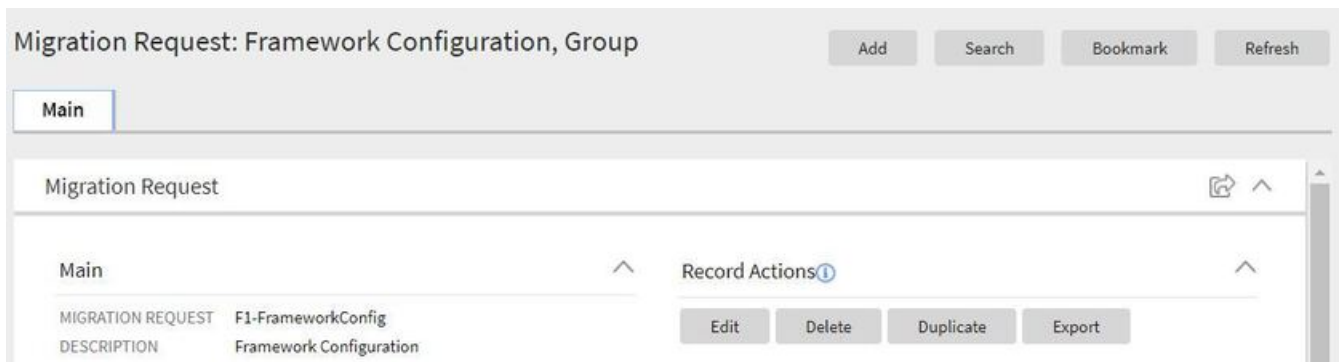 Migration Request: Framework Configuration, Group
Add Search Bookmark Refresh
Main
Migration Request
Main
Record Actions
MIGRATION REQUEST F1-FrameworkConfig
Edit Delete Duplicate Export
DESCRIPTION Framework Configuration